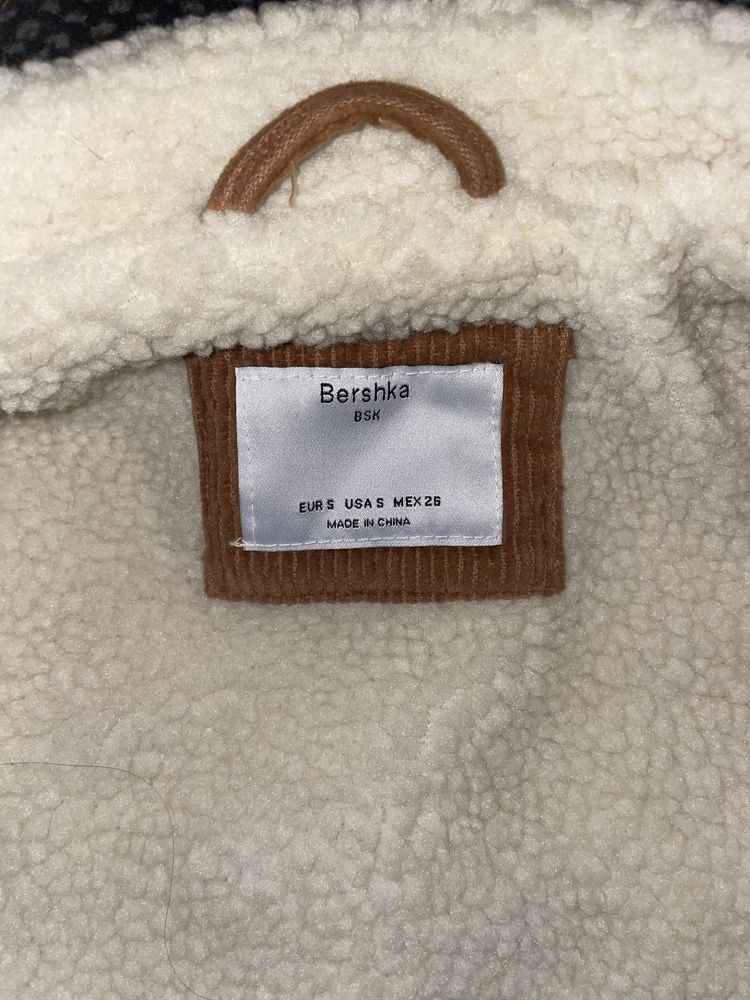 Bershka
BSK
EUR S USA S MEX 26
MADE IN CHINA